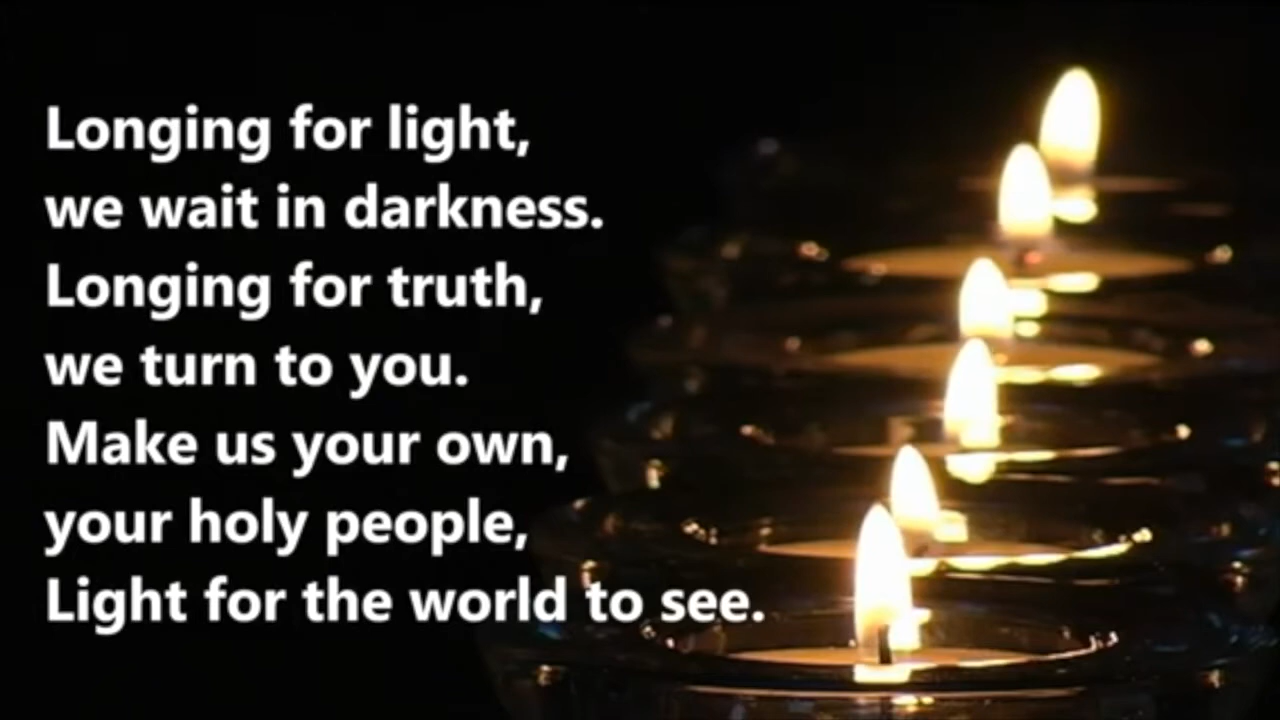 Longing for light,
we wait in darkness.
Longing for truth,
we turn to you.
Make us your own,
your holy people,
Light for the world to see.